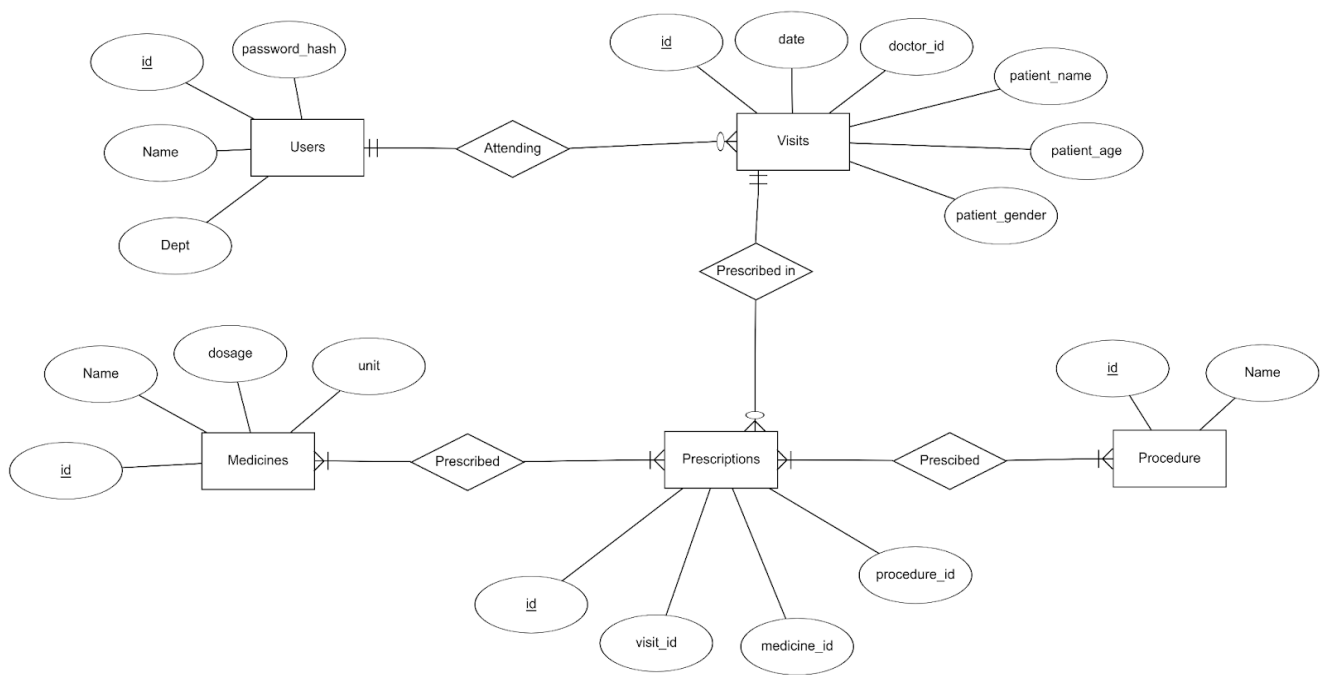 id
password_hash
Name
Users
Dept
Attending
id
date
doctor_id
patient_name
Visits
patient_age
patient_gender
Prescribed in
Name
dosage
unit
id
Medicines
Prescribed
Prescriptions
Prescibed
id
Name
Procedure
id
visit_id
medicine_id
procedure_id